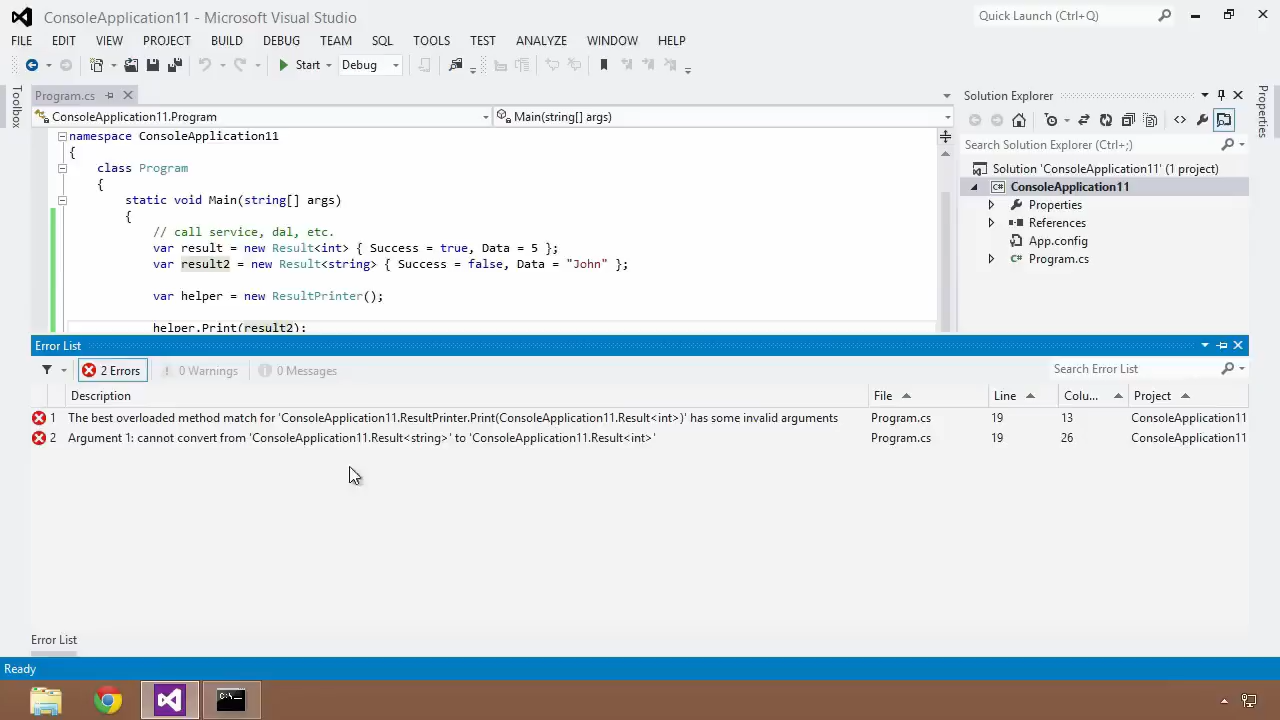 ConsoleApplication11 - Microsoft Visual Studio
Quick Launch (Ctrl+Q)
FILE EDIT VIEW PROJECT BUILD DEBUG TEAM SQL TOOLS TEST ANALYZE WINDOW HELP
Start Debug
Toolbox
Program.cs
ConsoleApplication11.Program
Main(string[] args)
namespace ConsoleApplication11
{
class Program
{
static void Main(string[] args)
{
// call service, dal, etc.
var result = new Result<int> { Success = true, Data = 5 };
var result2 = new Result<string> { Success = false, Data = "John" };
var helper = new ResultPrinter();
helper.Print(result2);
Solution Explorer
Search Solution Explorer (Ctrl+;)
Solution 'ConsoleApplication11' (1 project)
C# ConsoleApplication11
Properties
References
App.config
C# Program.cs
Properties
Error List
2 Errors 0 Warnings 0 Messages
Search Error List
Description File Line Colu... Project
1 The best overloaded method match for 'ConsoleApplication11.ResultPrinter.Print(ConsoleApplication11.Result<int>)' has some invalid arguments Program.cs 19 13 ConsoleApplication11
2 Argument 1: cannot convert from 'ConsoleApplication11.Result<string>' to 'ConsoleApplication11.Result<int>' Program.cs 19 26 ConsoleApplication11
Error List
Ready
C:\